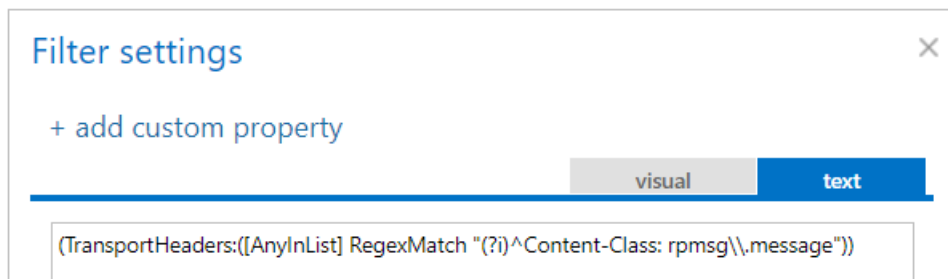 Filter settings
+ add custom property
visual
text
(TransportHeaders:([AnyInList] RegexMatch "(?i)^Content-Class: rpmsg\\.message"))